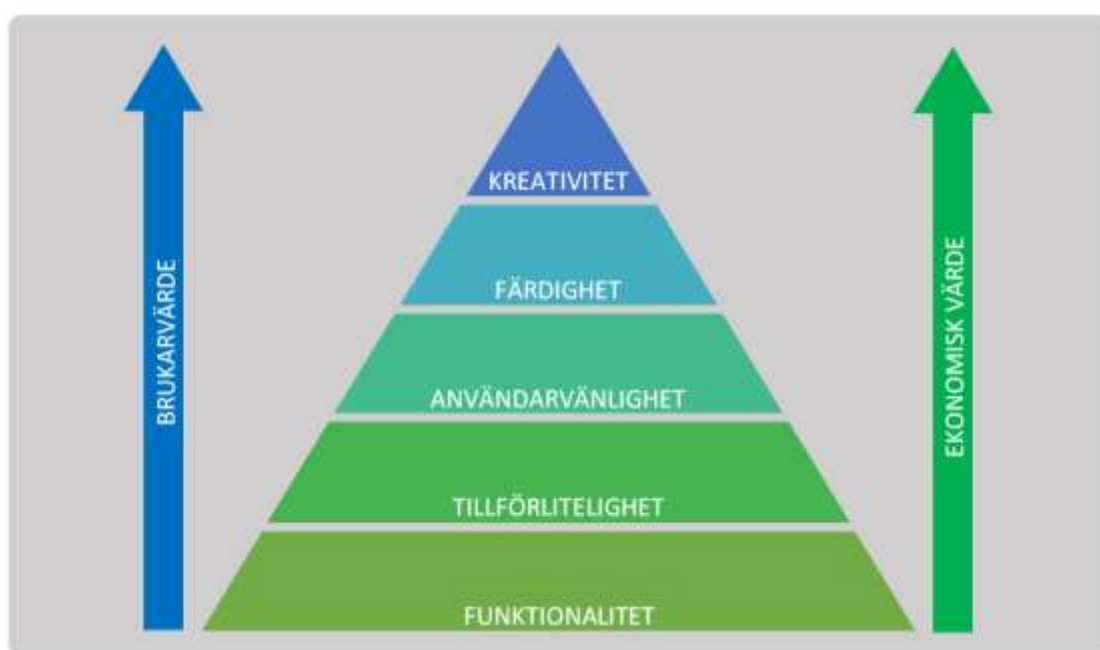 KREATIVITET
FÄRDIGHET
ANVÄNDARVÄNLIGHET
TILLFÖRLITELIGHET
FUNKTIONALITET
BRUKARVÄRDE
EKONOMISK VÄRDE